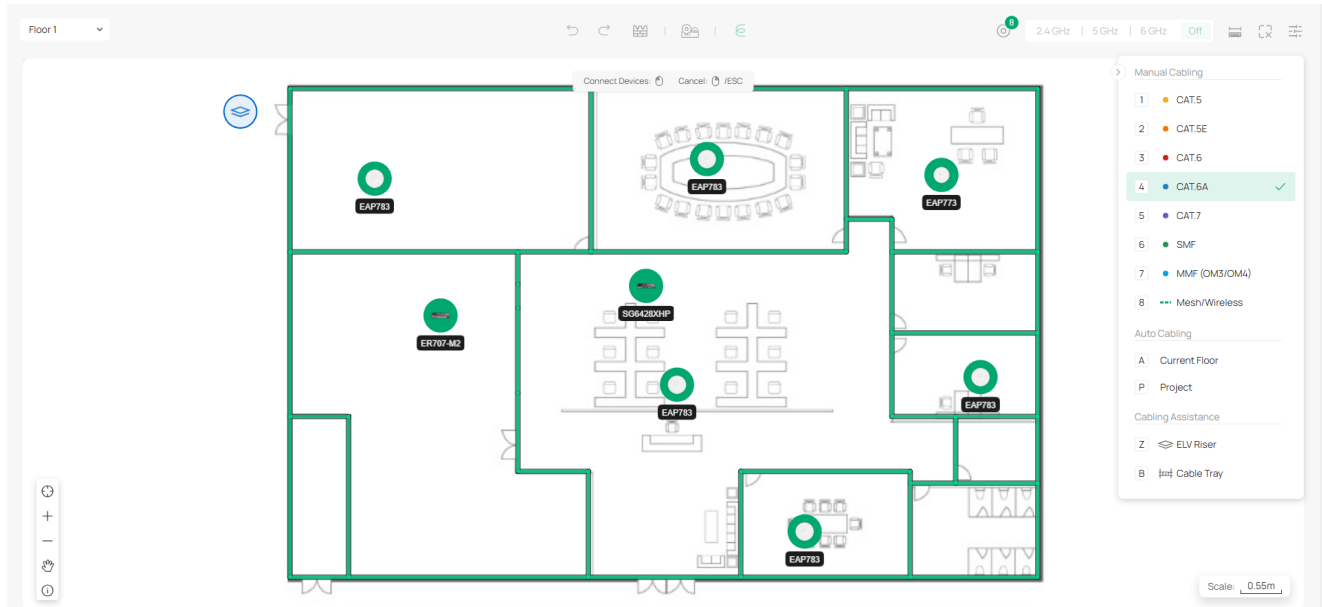 Floor 1
8
2.4 GHz | 5 GHz | 6 GHz Off
Connect Devices: Cancel: /ESC
Manual Cabling
1 CAT.5
2 CAT.5E
3 CAT.6
4 CAT.6A
5 CAT.7
6 SMF
7 MMF (OM3/OM4)
8 Mesh/Wireless
Auto Cabling
A Current Floor
P Project
Cabling Assistance
Z ELV Riser
B Cable Tray
EAP783
EAP783
EAP773
SG6428XHP
ER707-M2
EAP783
EAP783
EAP783
Scale: 0.55m